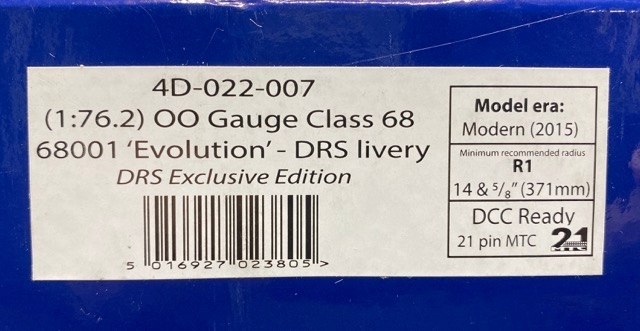 4D-022-007
(1:76.2) OO Gauge Class 68
68001 ‘Evolution’ - DRS livery
DRS Exclusive Edition
5 016927 023805 >
Model era:
Modern (2015)
Minimum recommended radius
R1
14 & 5/8” (371mm)
DCC Ready
21 pin MTC 21
MTC